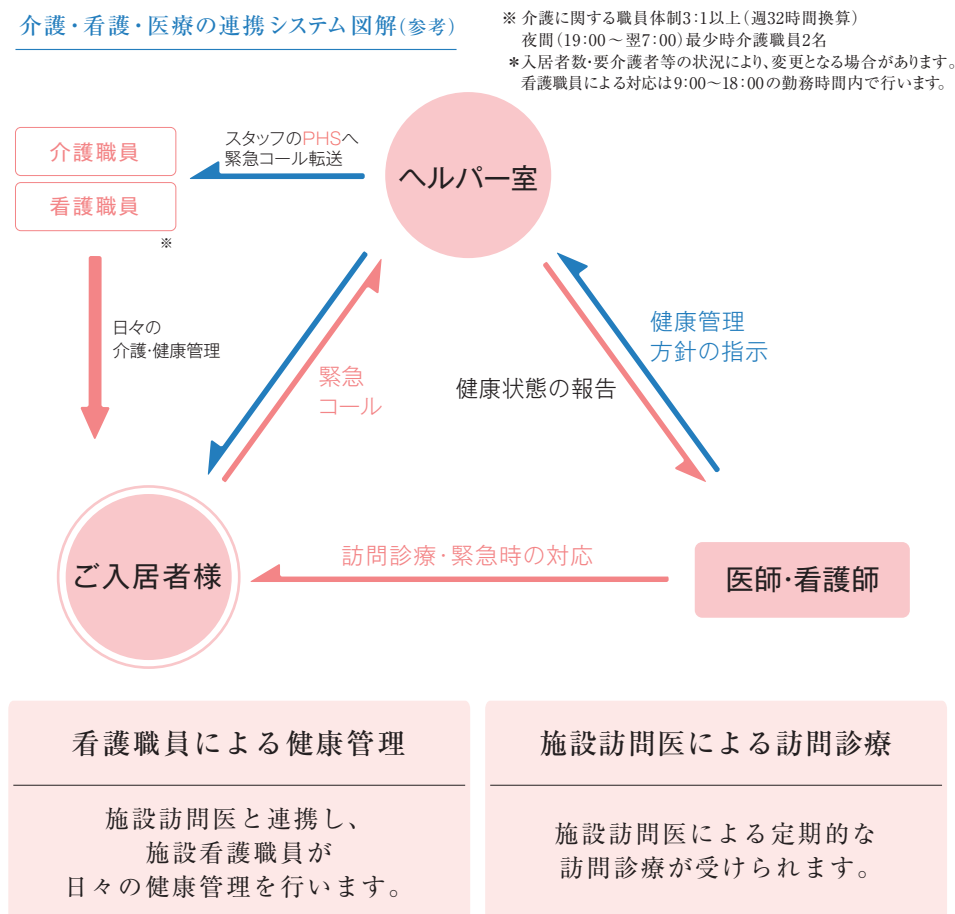 介護・看護・医療の連携システム図解(参考)
※ 介護に関する職員体制3:1以上(週32時間換算)
夜間(19:00～翌7:00)最少時介護職員2名
＊入居者数・要介護者等の状況により、変更となる場合があります。
看護職員による対応は9:00～18:00の勤務時間内で行います。
介護職員
看護職員
※
スタッフのPHSへ
緊急コール転送
ヘルパー室
日々の
介護・健康管理
緊急
コール
健康状態の報告
健康管理
方針の指示
ご入居者様
訪問診療・緊急時の対応
医師・看護師
看護職員による健康管理
施設訪問医と連携し、
施設看護職員が
日々の健康管理を行います。
施設訪問医による訪問診療
施設訪問医による定期的な
訪問診療が受けられます。